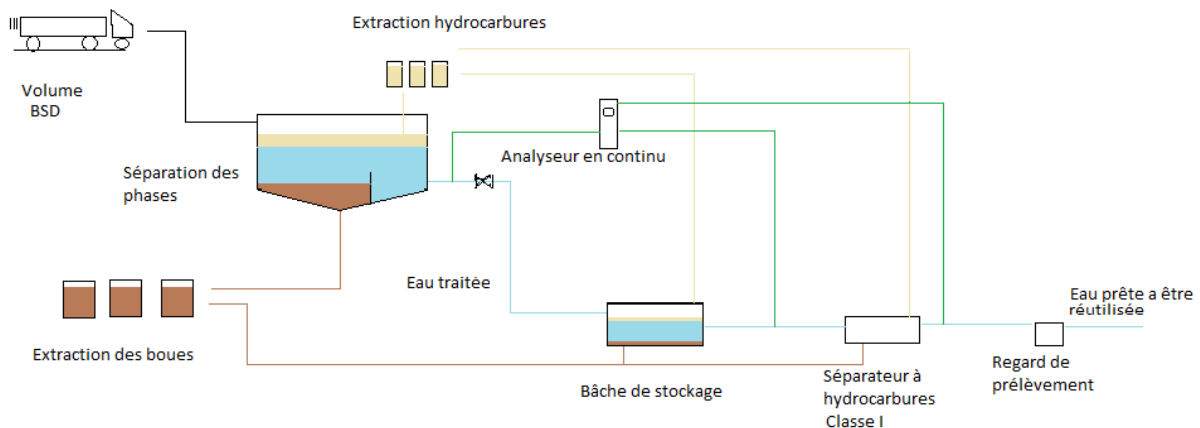 Extraction hydrocarbures
Volume
BSD
Analyseur en continu
Séparation des
phases
Eau traitée
Eau prête a être
réutilisée
Extraction des boues
Bâche de stockage
Séparateur à
hydrocarbures
Classe I
Regard de
prélèvement